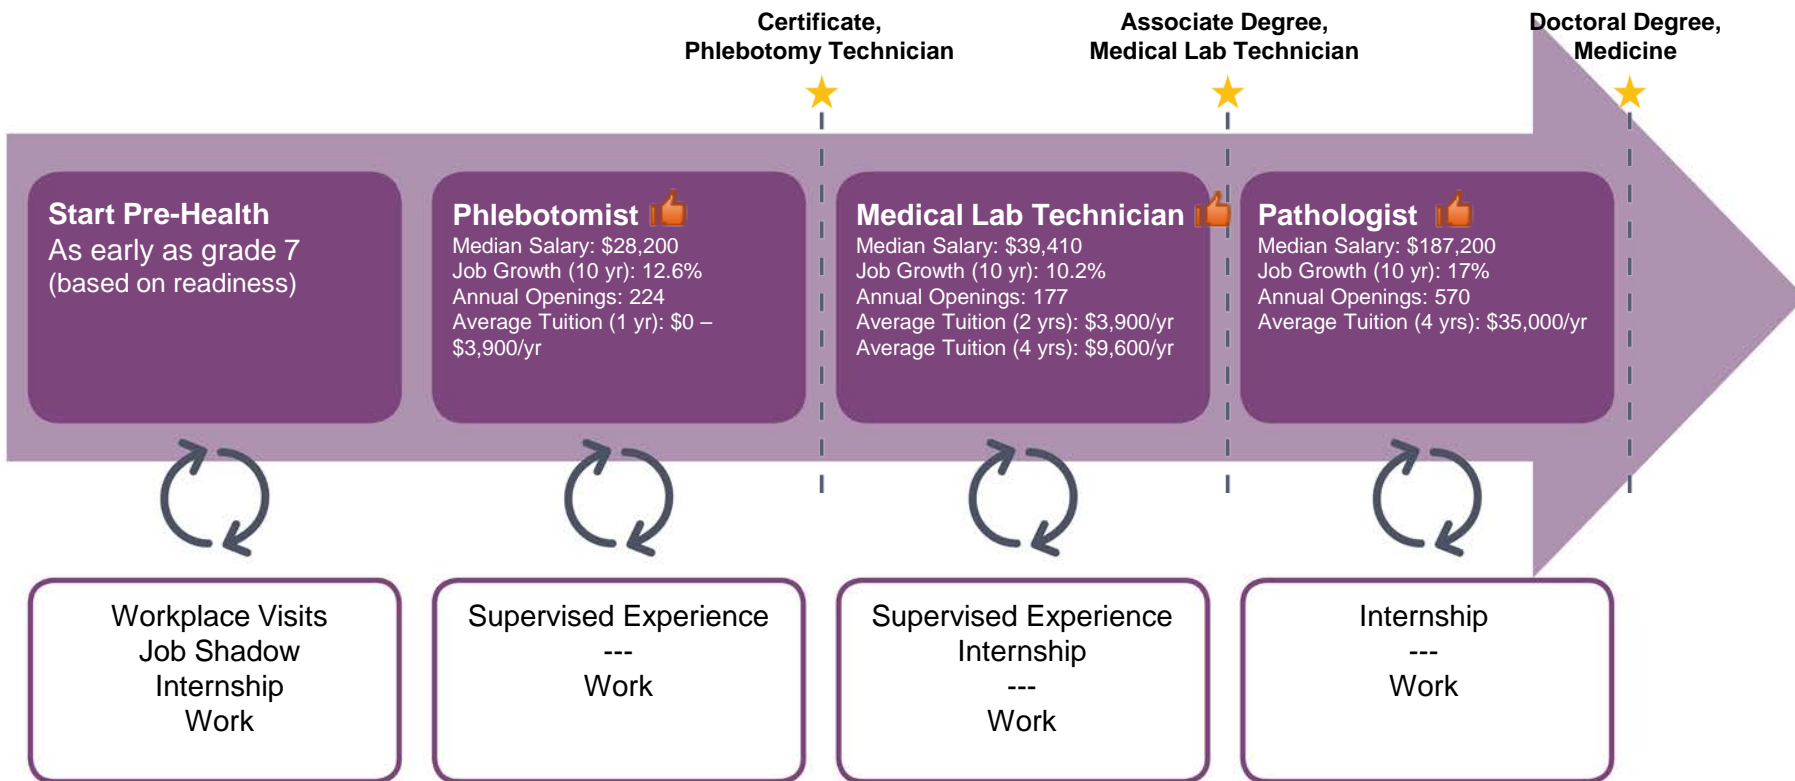 Certificate,
Phlebotomy Technician
Associate Degree,
Medical Lab Technician
Doctoral Degree,
Medicine
Start Pre-Health
As early as grade 7
(based on readiness)
Phlebotomist
Median Salary: $28,200
Job Growth (10 yr): 12.6%
Annual Openings: 224
Average Tuition (1 yr): $0 –
$3,900/yr
Medical Lab Technician
Median Salary: $39,410
Job Growth (10 yr): 10.2%
Annual Openings: 177
Average Tuition (2 yrs): $3,900/yr
Average Tuition (4 yrs): $9,600/yr
Pathologist
Median Salary: $187,200
Job Growth (10 yr): 17%
Annual Openings: 570
Average Tuition (4 yrs): $35,000/yr
Workplace Visits
Job Shadow
Internship
Work
Supervised Experience
---
Work
Supervised Experience
Internship
---
Work
Internship
---
Work